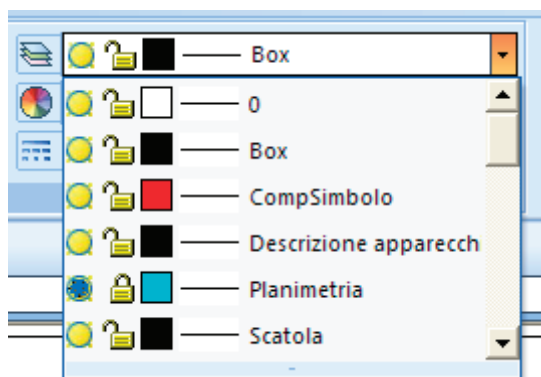 Box
0
Box
CompSimbolo
Descrizione apparecch
Planimetria
Scatola